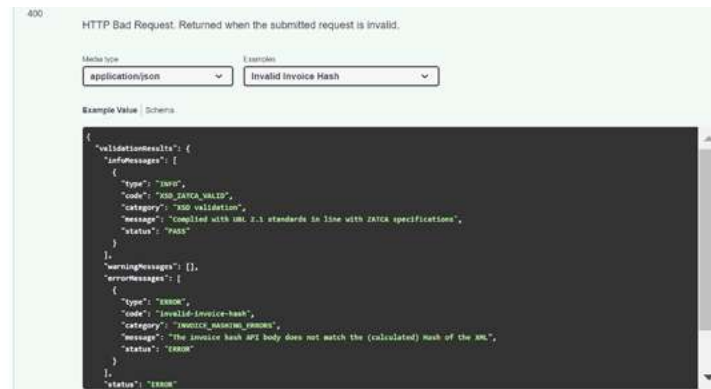 400
HTTP Bad Request. Returned when the submitted request is invalid.
Media type
Examples
application/json
Invalid Invoice Hash
Example Value
Schema
{
"validationResults": {
"infoMessages": [
{
"type": "INFO",
"code": "XSD_ZATCA_VALID",
"category": "XSD validation",
"message": "Complied with UBL 2.1 standards in line with ZATCA specifications",
"status": "PASS"
}
],
"warningMessages": [],
"errorMessages": [
{
"type": "ERROR",
"code": "invalid-invoice-hash",
"category": "INVOICE_HASHING_ERRORS",
"message": "The invoice hash API body does not match the (calculated) Hash of the XML",
"status": "ERROR"
}
],
"status": "ERROR"